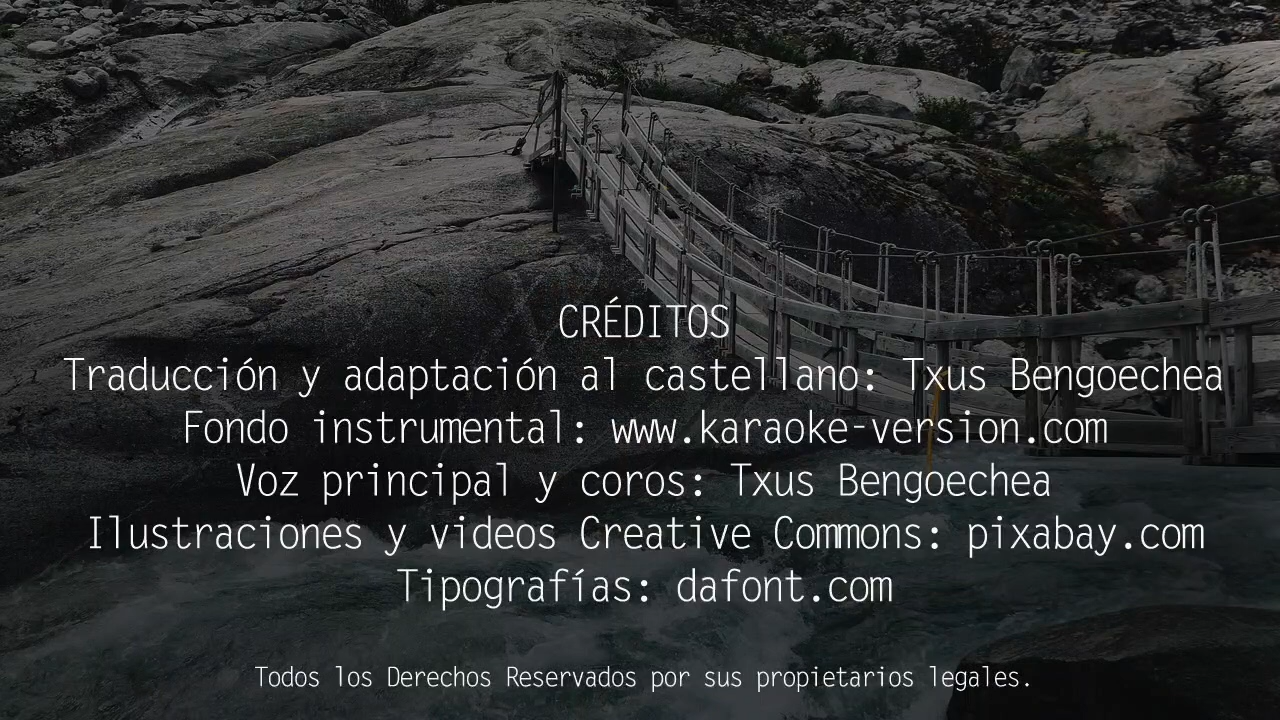 CRÉDITOS
Traducción y adaptación al castellano: Txus Bengoechea
Fondo instrumental: www.karaoke-version.com
Voz principal y coros: Txus Bengoechea
Ilustraciones y videos Creative Commons: pixabay.com
Tipografías: dafont.com
Todos los Derechos Reservados por sus propietarios legales.